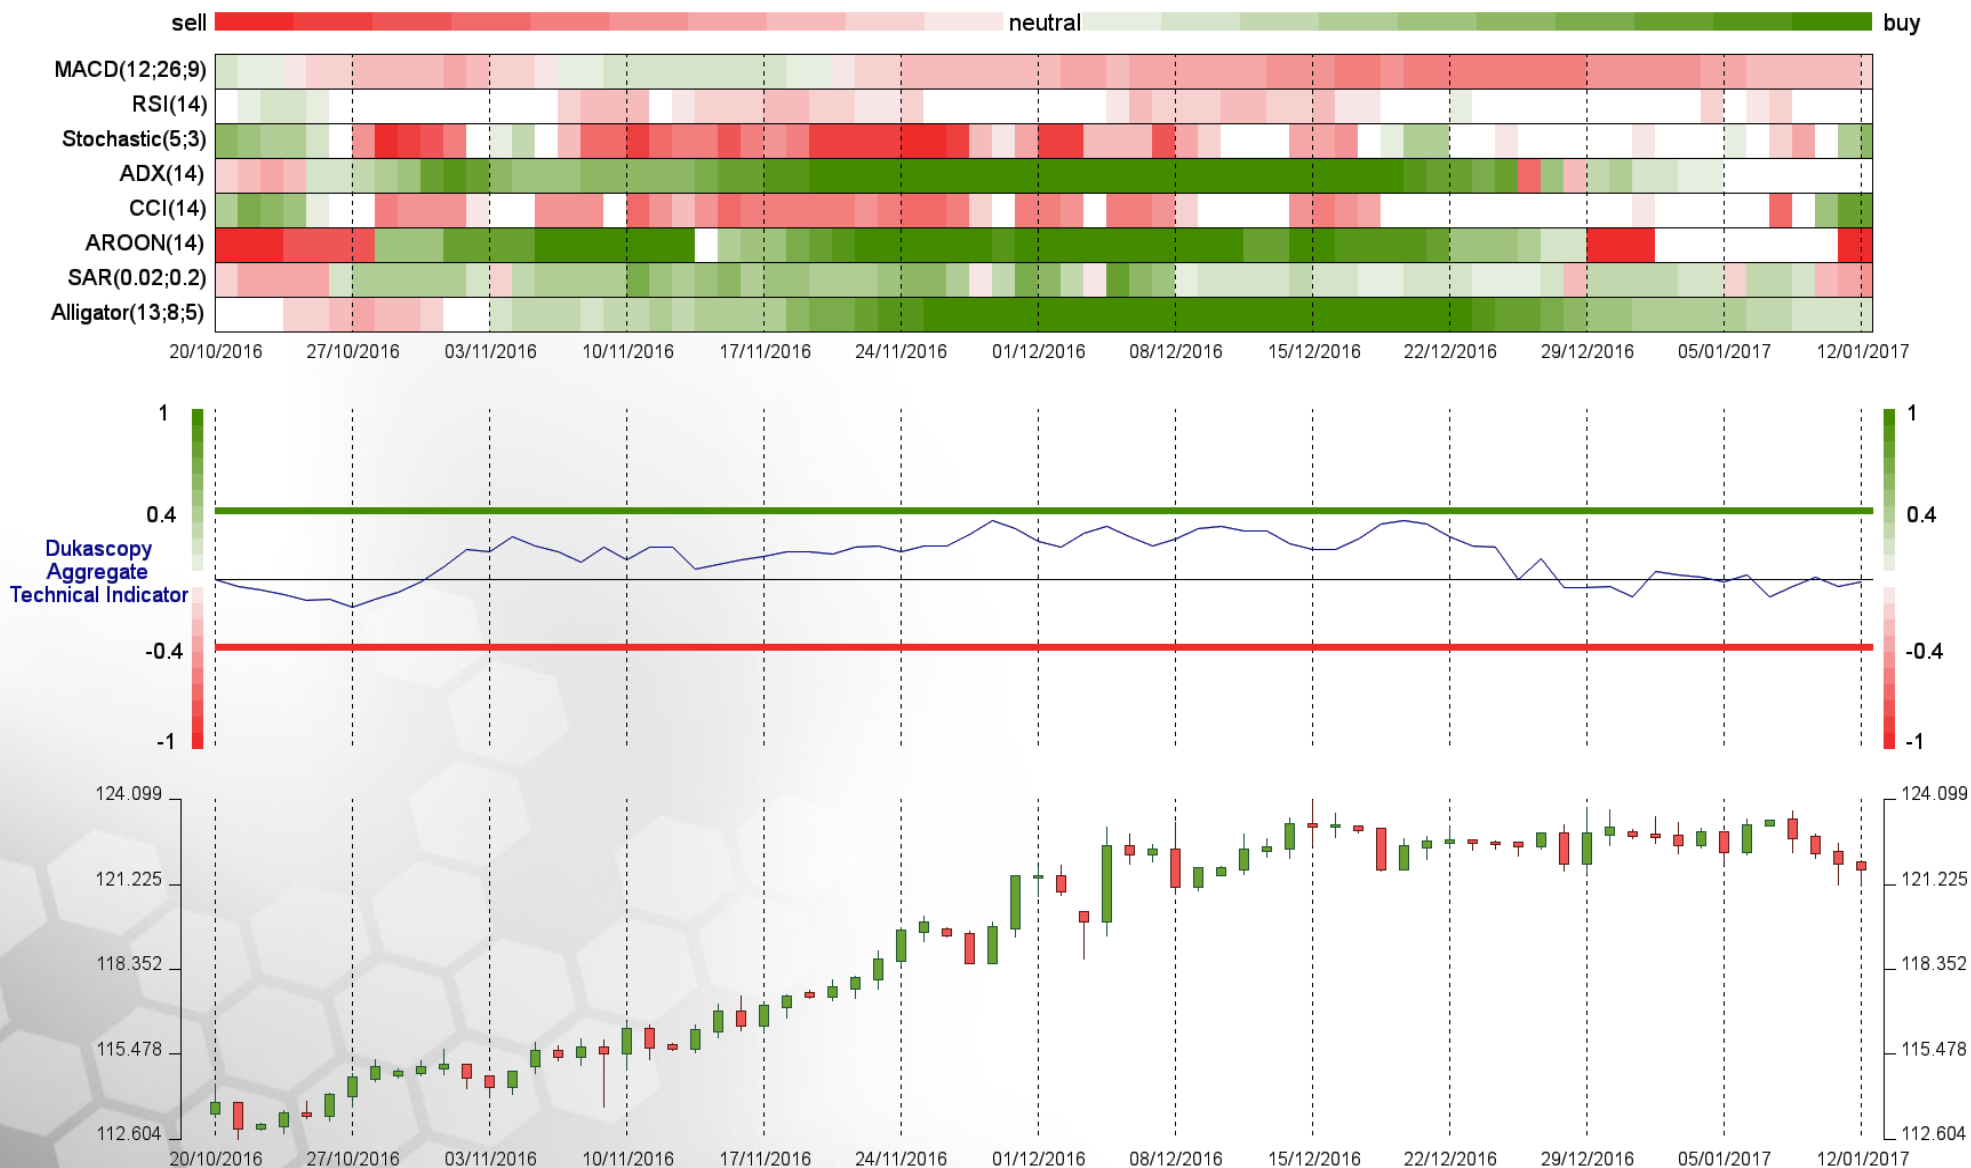 sell neutral buy
MACD(12;26;9)
RSI(14)
Stochastic(5;3)
ADX(14)
CCI(14)
AROON(14)
SAR(0.02;0.2)
Alligator(13;8;5)
20/10/2016 27/10/2016 03/11/2016 10/11/2016 17/11/2016 24/11/2016 01/12/2016 08/12/2016 15/12/2016 22/12/2016 29/12/2016 05/01/2017 12/01/2017
1 1
0.4 0.4
Dukascopy
Aggregate
Technical Indicator
-0.4 -0.4
-1 -1
124.099 124.099
121.225 121.225
118.352 118.352
115.478 115.478
112.604 112.604
20/10/2016 27/10/2016 03/11/2016 10/11/2016 17/11/2016 24/11/2016 01/12/2016 08/12/2016 15/12/2016 22/12/2016 29/12/2016 05/01/2017 12/01/2017